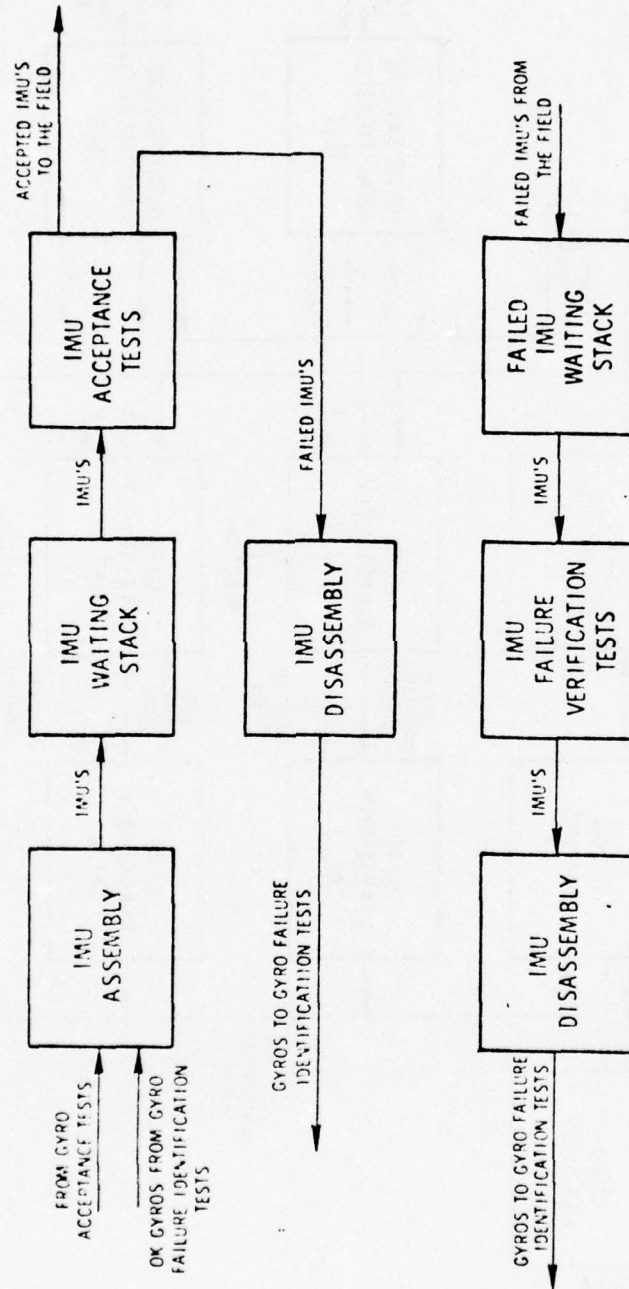 FROM GYRO
ACCEPTANCE TESTS
OK GYROS FROM GYRO
FAILURE IDENTIFICATION
TESTS
IMU
ASSEMBLY
IMU'S
IMU
WAITING
STACK
IMU'S
IMU
ACCEPTANCE
TESTS
ACCEPTED IMU'S
TO THE FIELD
GYROS TO GYRO FAILURE
IDENTIFICATION TESTS
IMU
DISASSEMBLY
FAILED IMU'S
GYROS TO GYRO FAILURE
IDENTIFICATION TESTS
IMU
DISASSEMBLY
IMU'S
IMU
FAILURE
VERIFICATION
TESTS
IMU'S
FAILED
IMU
WAITING
STACK
FAILED IMU'S FROM
THE FIELD